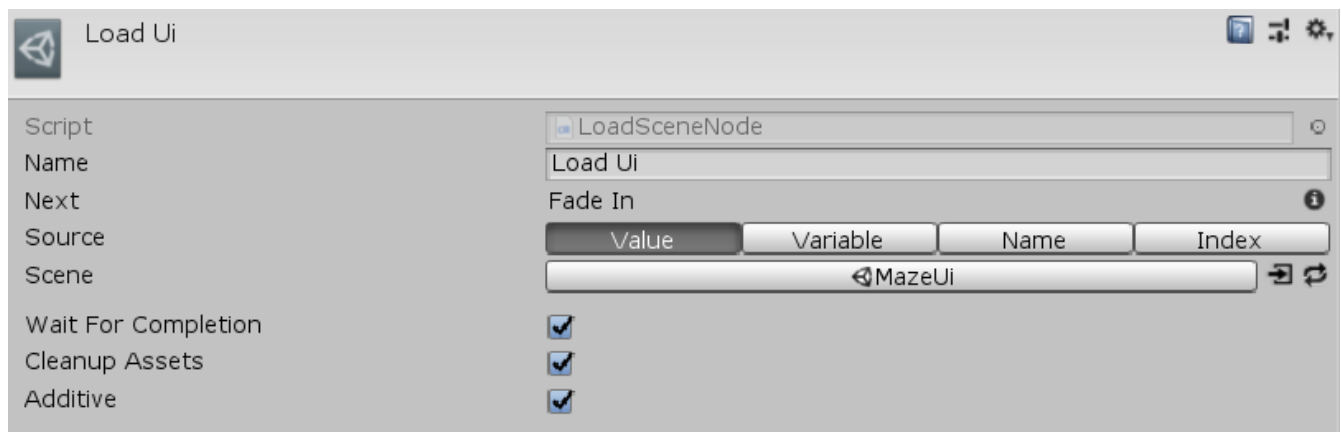 Load Ui
Script LoadSceneNode
Name Load Ui
Next Fade In
Source Value Variable Name Index
Scene MazeUi
Wait For Completion
Cleanup Assets
Additive